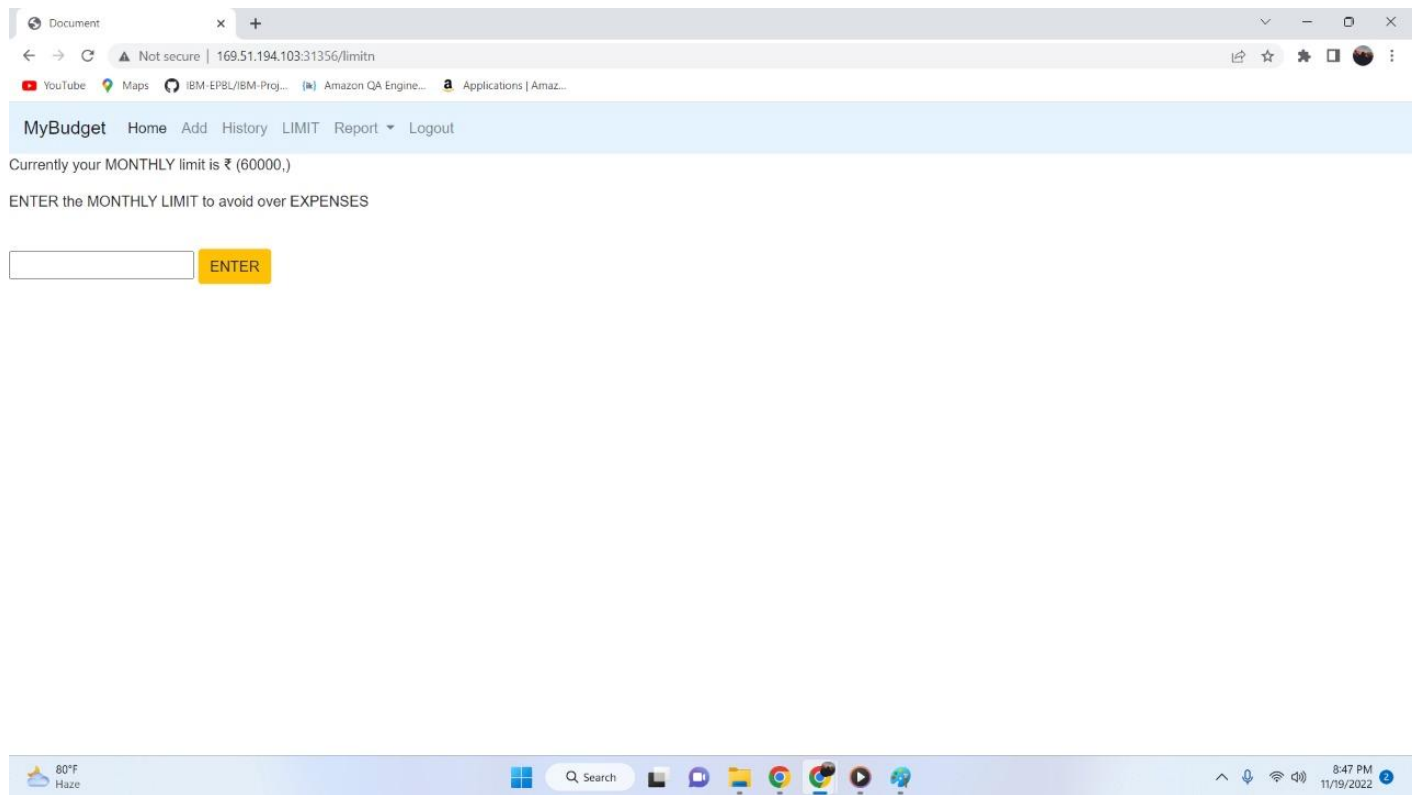 Document
Not secure | 169.51.194.103:31356/limitn
YouTube Maps IBM-EPBL/IBM-Proj... Amazon QA Engine... Applications | Amaz...
MyBudget Home Add History LIMIT Report Logout
Currently your MONTHLY limit is ₹ (60000,)
ENTER the MONTHLY LIMIT to avoid over EXPENSES
ENTER
80°F
Haze
Search
8:47 PM
11/19/2022
2